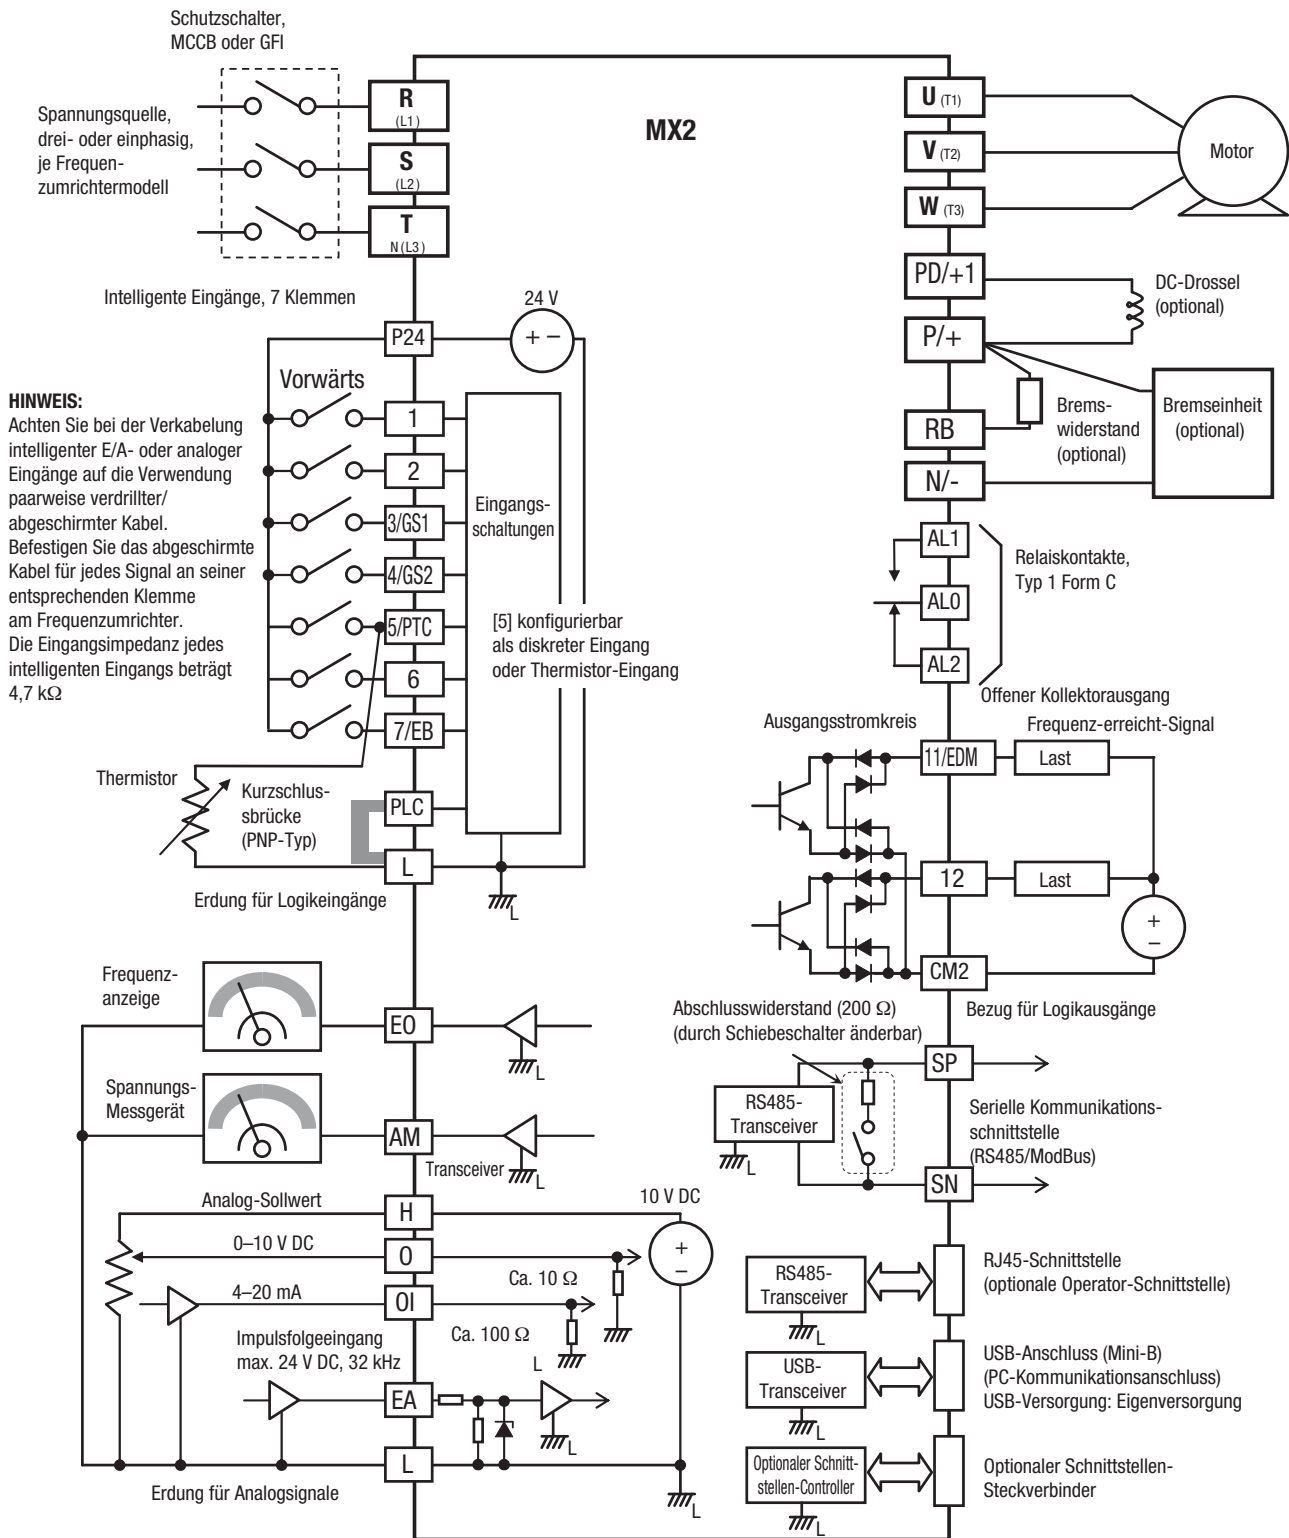 Schutzschalter,
MCCB oder GFI
Spannungsquelle,
drei- oder einphasig,
je Frequen-
zumrichtermodell
R
(L1)
S
(L2)
T
N (L3)
MX2
U (T1)
V (T2)
W (T3)
Motor
PD/+1
P/+
DC-Drossel
(optional)
RB
N/-
Brems-
widerstand
(optional)
Bremseinheit
(optional)
Intelligente Eingänge, 7 Klemmen
24 V
+ −
P24
Vorwärts
HINWEIS:
Achten Sie bei der Verkabelung
intelligenter E/A- oder analoger
Eingänge auf die Verwendung
paarweise verdrillter/
abgeschirmter Kabel.
Befestigen Sie das abgeschirmte
Kabel für jedes Signal an seiner
entsprechenden Klemme
am Frequenzumrichter.
Die Eingangsimpedanz jedes
intelligenten Eingangs beträgt
4,7 kΩ
1
2
3/GS1
4/GS2
5/PTC
6
7/EB
Eingangs-
schaltungen
[5] konfigurierbar
als diskreter Eingang
oder Thermistor-Eingang
AL1
AL0
AL2
Relaiskontakte,
Typ 1 Form C
Thermistor
Kurzschlus-
sbrücke
(PNP-Typ)
PLC
L
L
Erdung für Logikeingänge
Offener Kollektorausgang
Ausgangsstromkreis
Frequenz-erreicht-Signal
11/EDM
Last
12
Last
+
−
CM2
Bezug für Logikausgänge
Frequenz-
anzeige
EO
L
Spannungs-
Messgerät
AM
Transceiver
L
Abschlusswiderstand (200 Ω)
(durch Schiebeschalter änderbar)
SP
RS485-
Transceiver
L
SN
Serielle Kommunikations-
schnittstelle
(RS485/ModBus)
Analog-Sollwert
H
10 V DC
+
−
0–10 V DC
O
Ca. 10 Ω
4–20 mA
OI
Ca. 100 Ω
Impulsfolgeeingang
max. 24 V DC, 32 kHz
L
EA
L
L
L
Erdung für Analogsignale
RS485-
Transceiver
L
RJ45-Schnittstelle
(optionale Operator-Schnittstelle)
USB-
Transceiver
L
USB-Anschluss (Mini-B)
(PC-Kommunikationsanschluss)
USB-Versorgung: Eigenversorgung
Optionaler Schnitt-
stellen-Controller
L
Optionaler Schnittstellen-
Steckverbinder